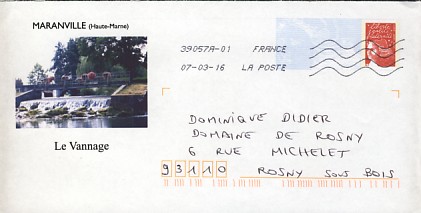 MARANVILLE (Haute-Marne)
39057A-01 FRANCE
07-03-16 LA POSTE
Le Vannage
DOMINIQUE DIDIER
DOMAINE DE ROSNY
6 RUE MICHELET
93110 ROSNY SOUS BOIS